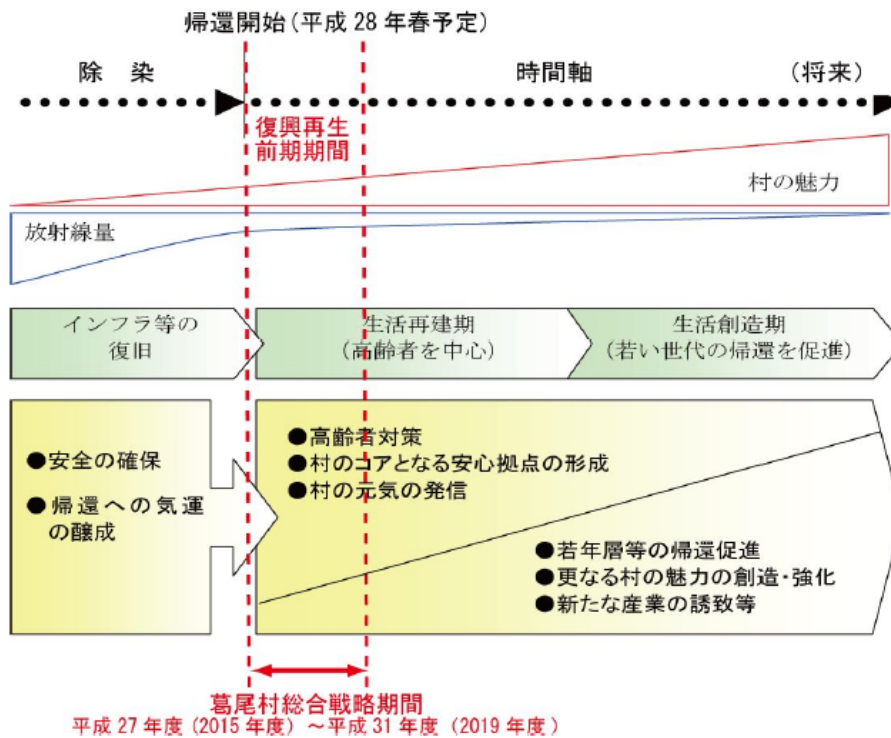 帰還開始(平成 28 年春予定)
除　染
時間軸
(将来)
復興再生
前期期間
村の魅力
放射線量
インフラ等の
復旧
生活再建期
(高齢者を中心)
生活創造期
(若い世代の帰還を促進)
●安全の確保
●帰還への気運
の醸成
●高齢者対策
●村のコアとなる安心拠点の形成
●村の元気の発信
●若年層等の帰還促進
●更なる村の魅力の創造・強化
●新たな産業の誘致等
葛尾村総合戦略期間
平成 27 年度 (2015 年度) ～平成 31 年度 (2019 年度)